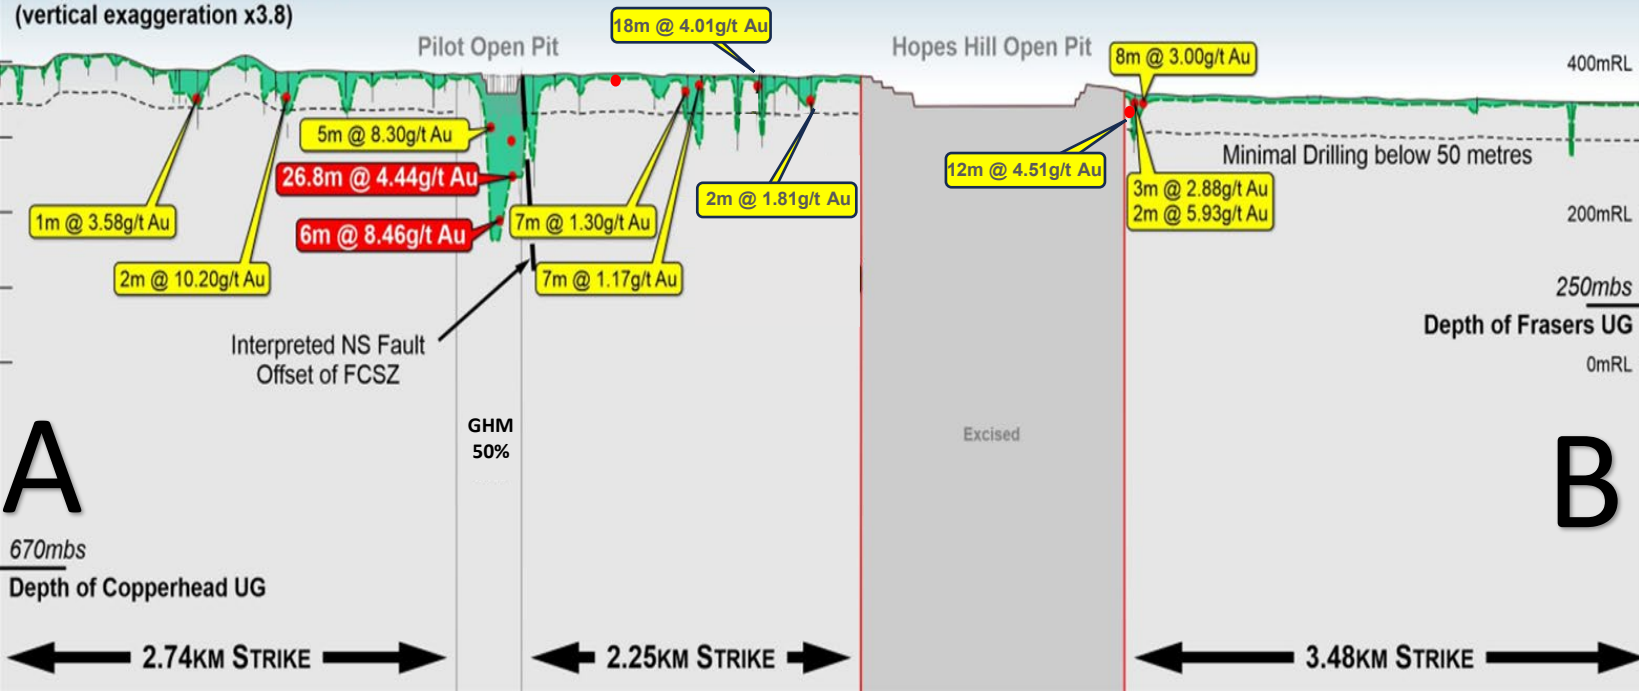 (vertical exaggeration x3.8)
Pilot Open Pit
18m @ 4.01g/t Au
Hopes Hill Open Pit
8m @ 3.00g/t Au
400mRL
5m @ 8.30g/t Au
26.8m @ 4.44g/t Au
6m @ 8.46g/t Au
1m @ 3.58g/t Au
2m @ 10.20g/t Au
7m @ 1.30g/t Au
7m @ 1.17g/t Au
2m @ 1.81g/t Au
12m @ 4.51g/t Au
Minimal Drilling below 50 metres
3m @ 2.88g/t Au
2m @ 5.93g/t Au
200mRL
250mbs
Depth of Frasers UG
0mRL
Interpreted NS Fault
Offset of FCSZ
GHM
50%
Excised
A
B
670mbs
Depth of Copperhead UG
2.74KM STRIKE
2.25KM STRIKE
3.48KM STRIKE